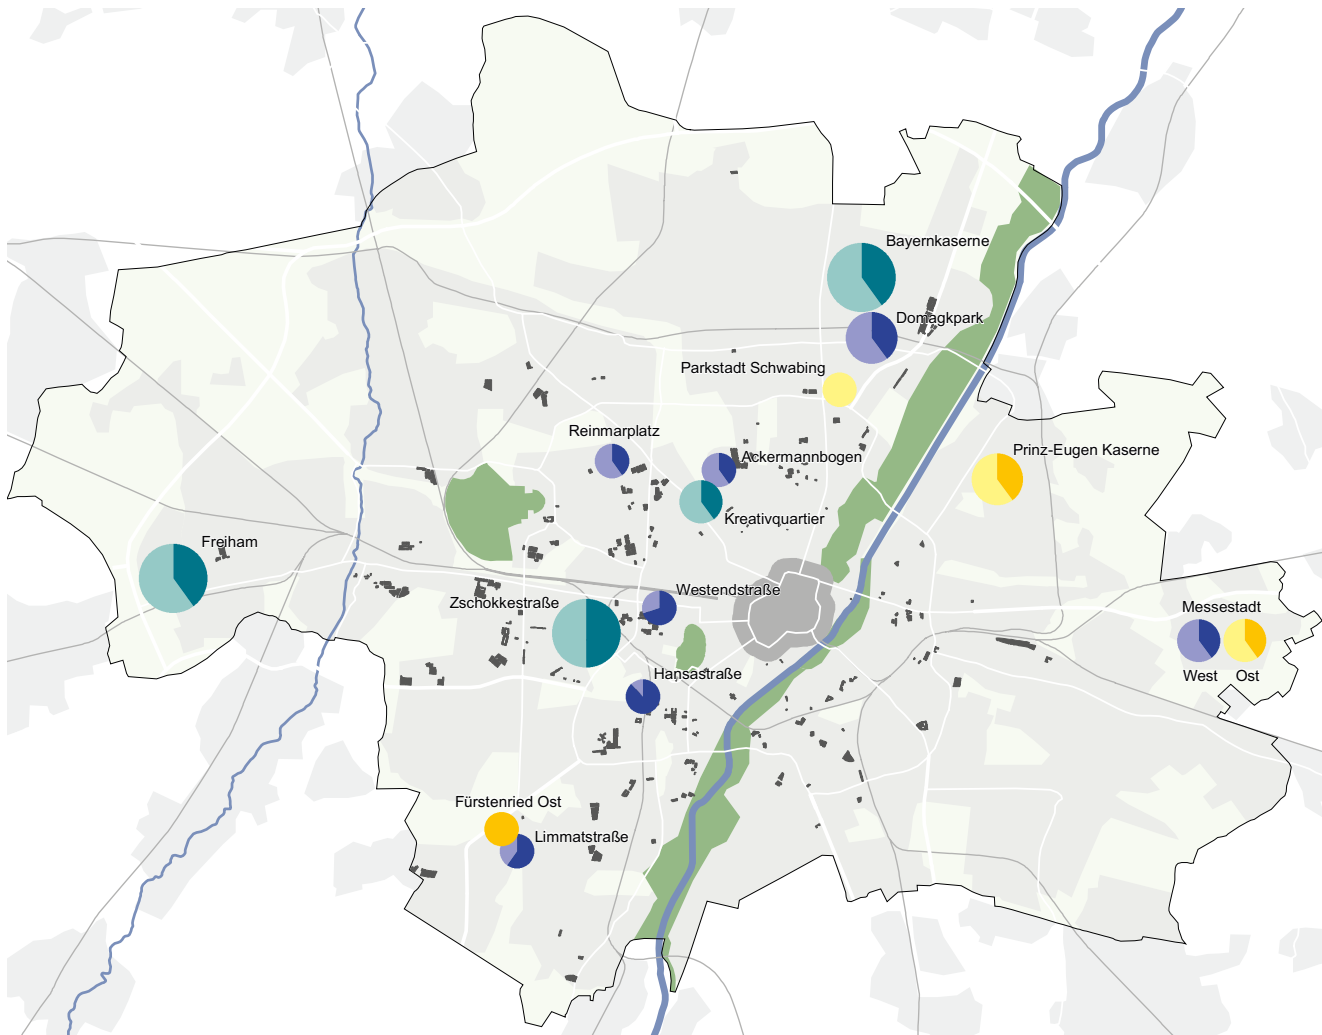 Bayernkaserne
Domagkpark
Parkstadt Schwabing
Reinmarplatz
Ackermannbogen
Prinz-Eugen Kaserne
Kreativquartier
Freiham
Westendstraße
Zschokkestraße
Messestadt
West Ost
Hansastraße
Fürstenried Ost
Limmatstraße